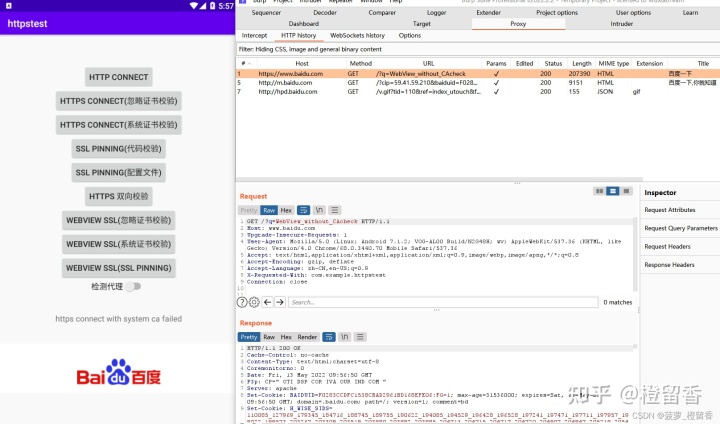 5:57
httpstest
HTTP CONNECT
HTTPS CONNECT(忽略证书校验)
HTTPS CONNECT(系统证书校验)
SSL PINNING(代码校验)
SSL PINNING(配置文件)
HTTPS 双向校验
WEBVIEW SSL(忽略证书校验)
WEBVIEW SSL(系统证书校验)
WEBVIEW SSL(SSL PINNING)
检测代理
https connect with system ca failed
Bai du 百度
Burp Project Intruder Repeater Window Help
Sequencer Decoder Comparer Logger Extender Project options User options Learn
Dashboard Target Proxy Intruder
Intercept HTTP history WebSockets history Options
Filter: Hiding CSS, image and general binary content
# Host Method URL Params Edited Status Length MIME type Extension Title
1 https://www.baidu.com GET /?q=WebView_without_CAcheck ✓ 200 207390 HTML 百度一下
5 http://m.baidu.com GET /?cip=59.41.59.210&baiduid=F028... ✓ 200 9151 HTML 百度一下,你就知道
7 http://hpd.baidu.com GET /v.gif?tid=110&ref=index_utouch&f... ✓ 200 155 JSON gif
Request
Pretty Raw Hex \n
1 GET /?q=WebView_without_CAcheck HTTP/1.1
2 Host: www.baidu.com
3 Upgrade-Insecure-Requests: 1
4 User-Agent: Mozilla/5.0 (Linux; Android 7.1.2; VOG-AL00 Build/N2G48H; wv) AppleWebKit/537.36 (KHTML, like
Gecko) Version/4.0 Chrome/68.0.3440.70 Mobile Safari/537.36
5 Accept: text/html,application/xhtml+xml,application/xml;q=0.9,image/webp,image/apng,*/*;q=0.8
6 Accept-Encoding: gzip, deflate
7 Accept-Language: zh-CN,en-US;q=0.8
8 X-Requested-With: com.example.httpstest
9 Connection: close
10
11
Search... 0 matches
Response
Pretty Raw Hex Render \n
1 HTTP/1.1 200 OK
2 Cache-Control: no-cache
3 Content-Type: text/html;charset=utf-8
4 Coremonitorno: 0
5 Date: Fri, 13 May 2022 09:56:50 GMT
6 P3p: CP=" OTI DSP COR IVA OUR IND COM "
7 Server: apache
09:56:50 GMT; domain=.baidu.com; path=/; version=1; comment=bd
9 Set-Cookie: H_WISE_SIDS=
Inspector
Request Attributes
Request Query Parameters
Request Headers
Response Headers
知乎 @橙留香
CSDN @菠萝_橙留香